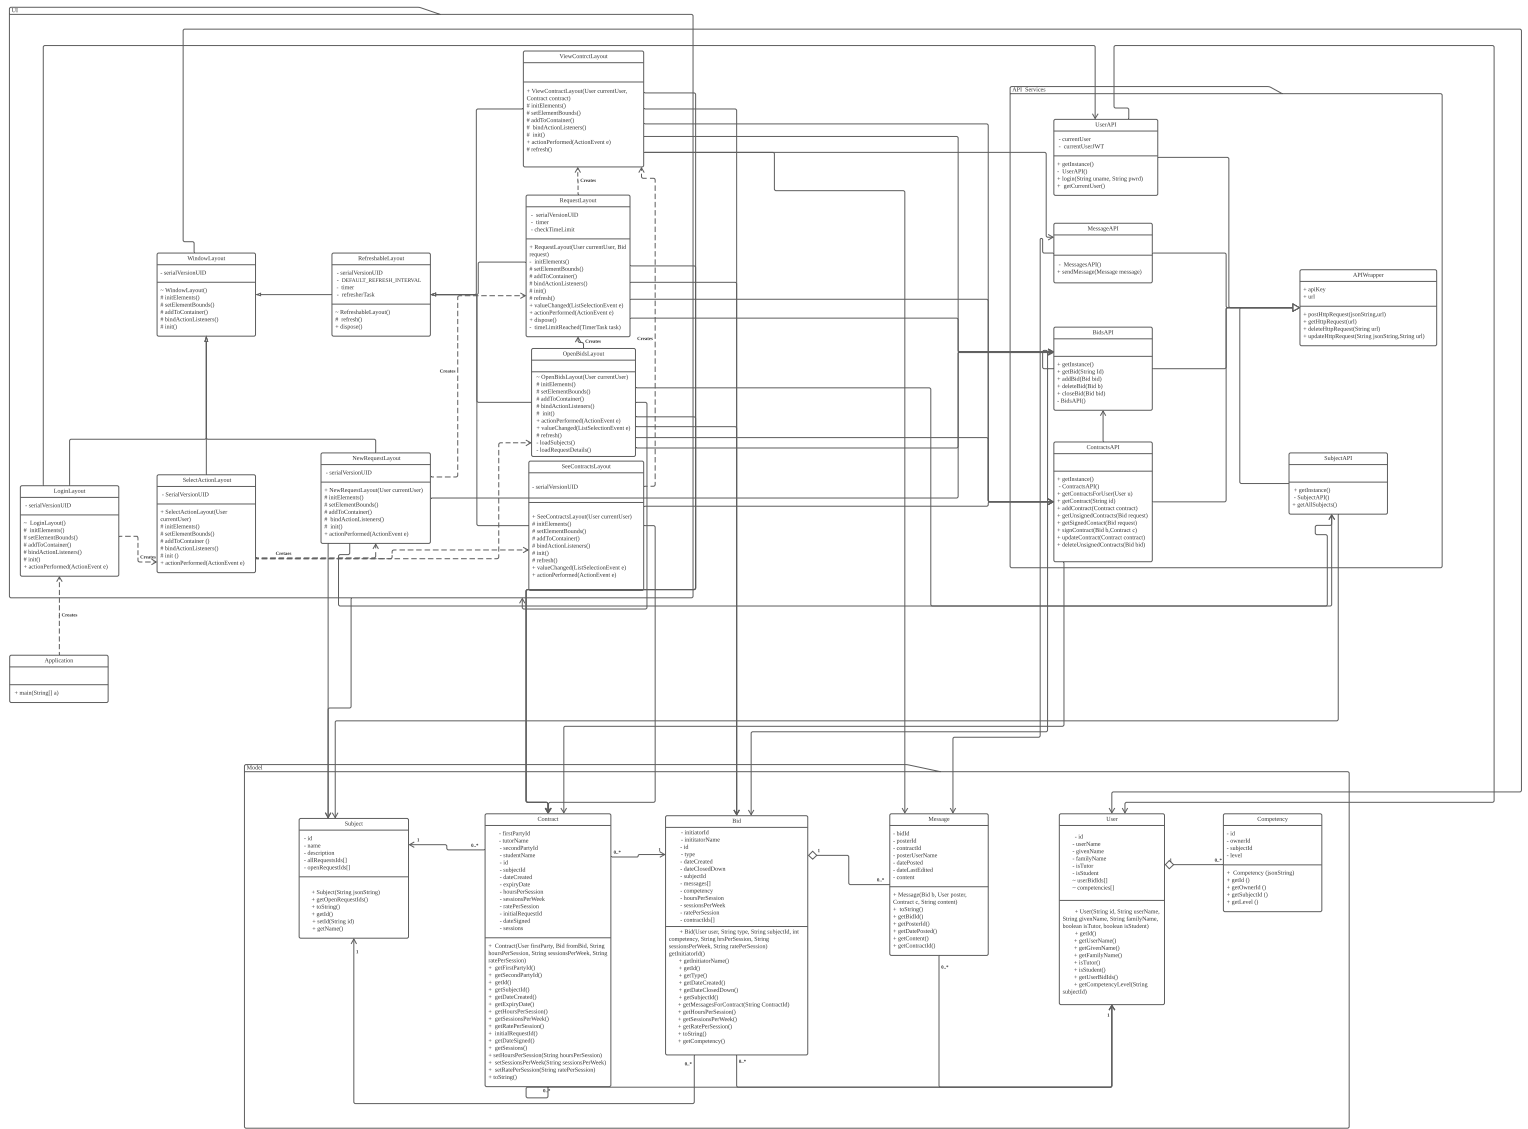 UI
ViewContrctLayout
+ ViewContractLayout(User currentUser,
Contract contract)
# initElements()
# setElementBounds()
# addToContainer()
# bindActionListeners()
# init()
+ actionPerformed(ActionEvent e)
# refresh()
Creates
RequestLayout
- serialVersionUID
- timer
- checkTimeLimit
+ RequestLayout(User currentUser, Bid
request)
- initElements()
# setElementBounds()
# addToContainer()
# bindActionListeners()
# init()
# refresh()
+ valueChanged(ListSelectionEvent e)
+ actionPerformed(ActionEvent e)
+ dispose()
- timeLimitReached(TimerTask task)
Creates
Creates
OpenBidsLayout
~ OpenBidsLayout(User currentUser)
# initElements()
# setElementBounds()
# addToContainer()
# bindActionListeners()
# init()
+ actionPerformed(ActionEvent e)
+ valueChanged(ListSelectionEvent e)
# refresh()
- loadSubjects()
- loadRequestDetails()
SeeContractsLayout
- serialVersionUID
+ SeeContractsLayout(User currentUser)
# initElements()
# setElementBounds()
# addToContainer()
# bindActionListeners()
# init()
# refresh()
+ valueChanged(ListSelectionEvent e)
+ actionPerformed(ActionEvent e)
WindowLayout
- serialVersionUID
~ WindowLayout()
# initElements()
# setElementBounds()
# addToContainer()
# bindActionListeners()
# init()
RefreshableLayout
- serialVersionUID
- DEFAULT_REFRESH_INTERVAL
- timer
- refresherTask
~ RefreshableLayout()
# refresh()
+ dispose()
Creates
NewRequestLayout
- serialVersionUID
+ NewRequestLayout(User currentUser)
# initElements()
# setElementBounds()
# addToContainer()
# bindActionListeners()
# init()
+ actionPerformed(ActionEvent e)
SelectActionLayout
- SerialVersionUID
+ SelectActionLayout(User
currentUser)
# initElements()
# setElementBounds()
# addToContainer ()
# bindActionListeners()
# init ()
+ actionPerformed(ActionEvent e)
LoginLayout
- serialVersionUID
~ LoginLayout()
# initElements()
# setElementBounds()
# addToContainer()
# bindActionListeners()
# init()
+ actionPerformed(ActionEvent e)
Creates
Creates
Application
+ main(String[] a)
API Services
UserAPI
- currentUser
- currentUserJWT
+ getInstance()
- UserAPI()
+ login(String uname, String pwrd)
+ getCurrentUser()
MessageAPI
- MessagesAPI()
+ sendMessage(Message message)
APIWrapper
+ apiKey
+ url
+ postHttpRequest(jsonString,url)
+ getHttpRequest(url)
+ deleteHttpRequest(String url)
+ updateHttpRequest(String jsonString,String url)
BidsAPI
+ getInstance()
+ getBid(String Id)
+ addBid(Bid bid)
+ deleteBid(Bid b)
+ closeBid(Bid bid)
- BidsAPI()
ContractsAPI
+ getInstance()
- ContractsAPI()
+ getContractsForUser(User u)
+ getContract(String id)
+ addContract(Contract contract)
+ getUnsignedContracts(Bid request)
+ getSignedContact(Bid request)
+ signContract(Bid b,Contract c)
+ updateContract(Contract contract)
+ deleteUnsignedContracts(Bid bid)
SubjectAPI
+ getInstance()
- SubjectAPI()
+ getAllSubjects()
Model
Subject
- id
- name
- description
- allRequensIds[]
- openRequestIds[]
+ Subject(String jsonString)
+ getOpenRequestIds()
+ toString()
+ getId()
+ setId(String id)
+ getName()
1
0..*
1
Contract
- firstPartyId
- tutorName
- secondPartyId
- studentName
- id
- subjectId
- dateCreated
- expiryDate
- hoursPerSession
- sessionsPerWeek
- ratePerSession
- initialRequestId
- dateSigned
- sessions
+ Contract(User firstParty, Bid fromBid, String
hoursPerSession, String sessionsPerWeek, String
ratePerSession)
+ getFirstPartyId()
+ getSecondPartyId()
+ getId()
+ getSubjectId()
+ getDateCreated()
+ getExpiryDate()
+ getHoursPerSession()
+ getSessionsPerWeek()
+ getRatePerSession()
+ initialRequestId()
+ getDateSigned()
+ getSessions()
+ setHoursPerSession(String hoursPerSession)
+ setSessionsPerWeek(String sessionsPerWeek)
+ setRatePerSession(String ratePerSession)
+ toString()
0..*
0..*
1
Bid
- initiatorId
- initiatorName
- id
- type
- dateCreated
- dateClosedDown
- subjectId
- messages[]
- competency
- hoursPerSession
- sessionsPerWeek
- ratePerSession
- contractIds[]
+ Bid(User user, String type, String subjectId, int
competency, String hrsPerSession, String
sessionsPerWeek, String ratePerSession)
getInitiatorId()
+ getInitiatorName()
+ getId()
+ getType()
+ getDateCreated()
+ getDateClosedDown()
+ getSubjectId()
+ getMessagesForContract(String ContractId)
+ getHoursPerSession()
+ getSessionsPerWeek()
+ getRatePerSession()
+ toString()
+ getCompetency()
0..*
0..*
1
0..*
Message
- bidId
- posterId
- contractId
- posterUserName
- datePosted
- dateLastEdited
- content
+ Message(Bid b, User poster,
Contract c, String content)
+ toString()
+ getBidId()
+ getPosterId()
+ getDatePosted()
+ getContent()
+ getContractId()
0..*
User
- id
- userName
- givenName
- familyName
- isTutor
- isStudent
~ userBidIds[]
~ competencies[]
+ User(String id, String userName,
String givenName, String familyName,
boolean isTutor, boolean isStudent)
+ getId()
+ getUserName()
+ getGivenName()
+ getFamilyName()
+ isTutor()
+ isStudent()
+ getUserBidIds()
+ getCompetencyLevel(String
subjectId)
1
0..*
1
Competency
- id
- ownerId
- subjectId
- level
+ Competency (jsonString)
+ getId ()
+ getOwnerId ()
+ getSubjectId ()
+ getLevel ()